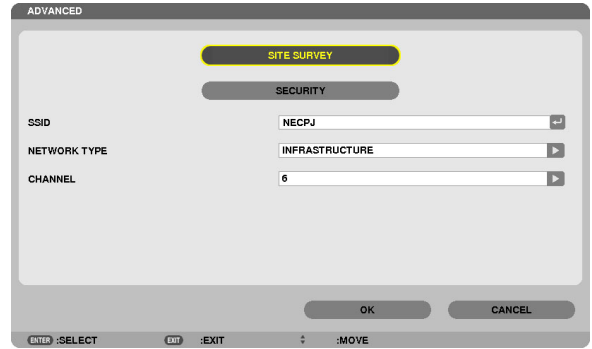 ADVANCED
SITE SURVEY
SECURITY
SSID NECPJ
NETWORK TYPE INFRASTRUCTURE
CHANNEL 6
OK CANCEL
ENTER :SELECT EXIT :EXIT :MOVE